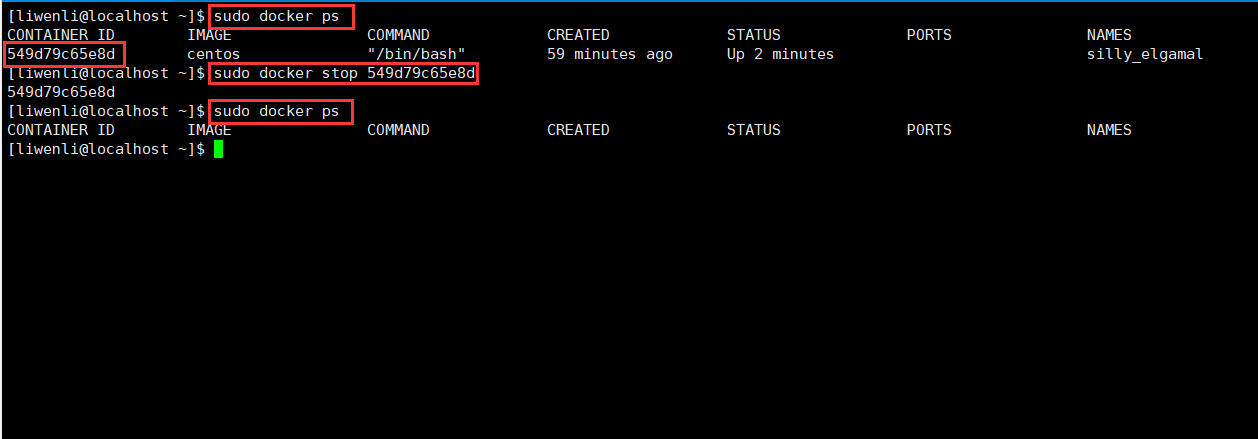 [liwenli@localhost ~]$ sudo docker ps
CONTAINER ID        IMAGE               COMMAND             CREATED             STATUS              PORTS               NAMES
549d79c65e8d        centos              "/bin/bash"         59 minutes ago      Up 2 minutes                            silly_elgamal
[liwenli@localhost ~]$ sudo docker stop 549d79c65e8d
549d79c65e8d
[liwenli@localhost ~]$ sudo docker ps
CONTAINER ID        IMAGE               COMMAND             CREATED             STATUS              PORTS               NAMES
[liwenli@localhost ~]$